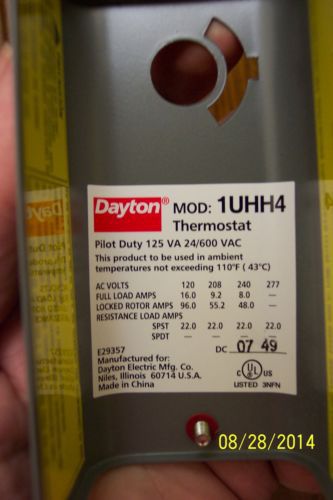 Dayton® MOD: 1UHH4
Thermostat
Pilot Duty 125 VA 24/600 VAC
This product to be used in ambient
temperatures not exceeding 110°F ( 43°C)
AC VOLTS 120 208 240 277
FULL LOAD AMPS 16.0 9.2 8.0 —
LOCKED ROTOR AMPS 96.0 55.2 48.0 —
RESISTANCE LOAD AMPS
SPST 22.0 22.0 22.0 22.0
SPDT — — — —
E29357 DC 07 49
Manufactured for:
Dayton Electric Mfg. Co.
Niles, Illinois 60714 U.S.A.
Made in China
C UL US
LISTED 3NFN
08/28/2014